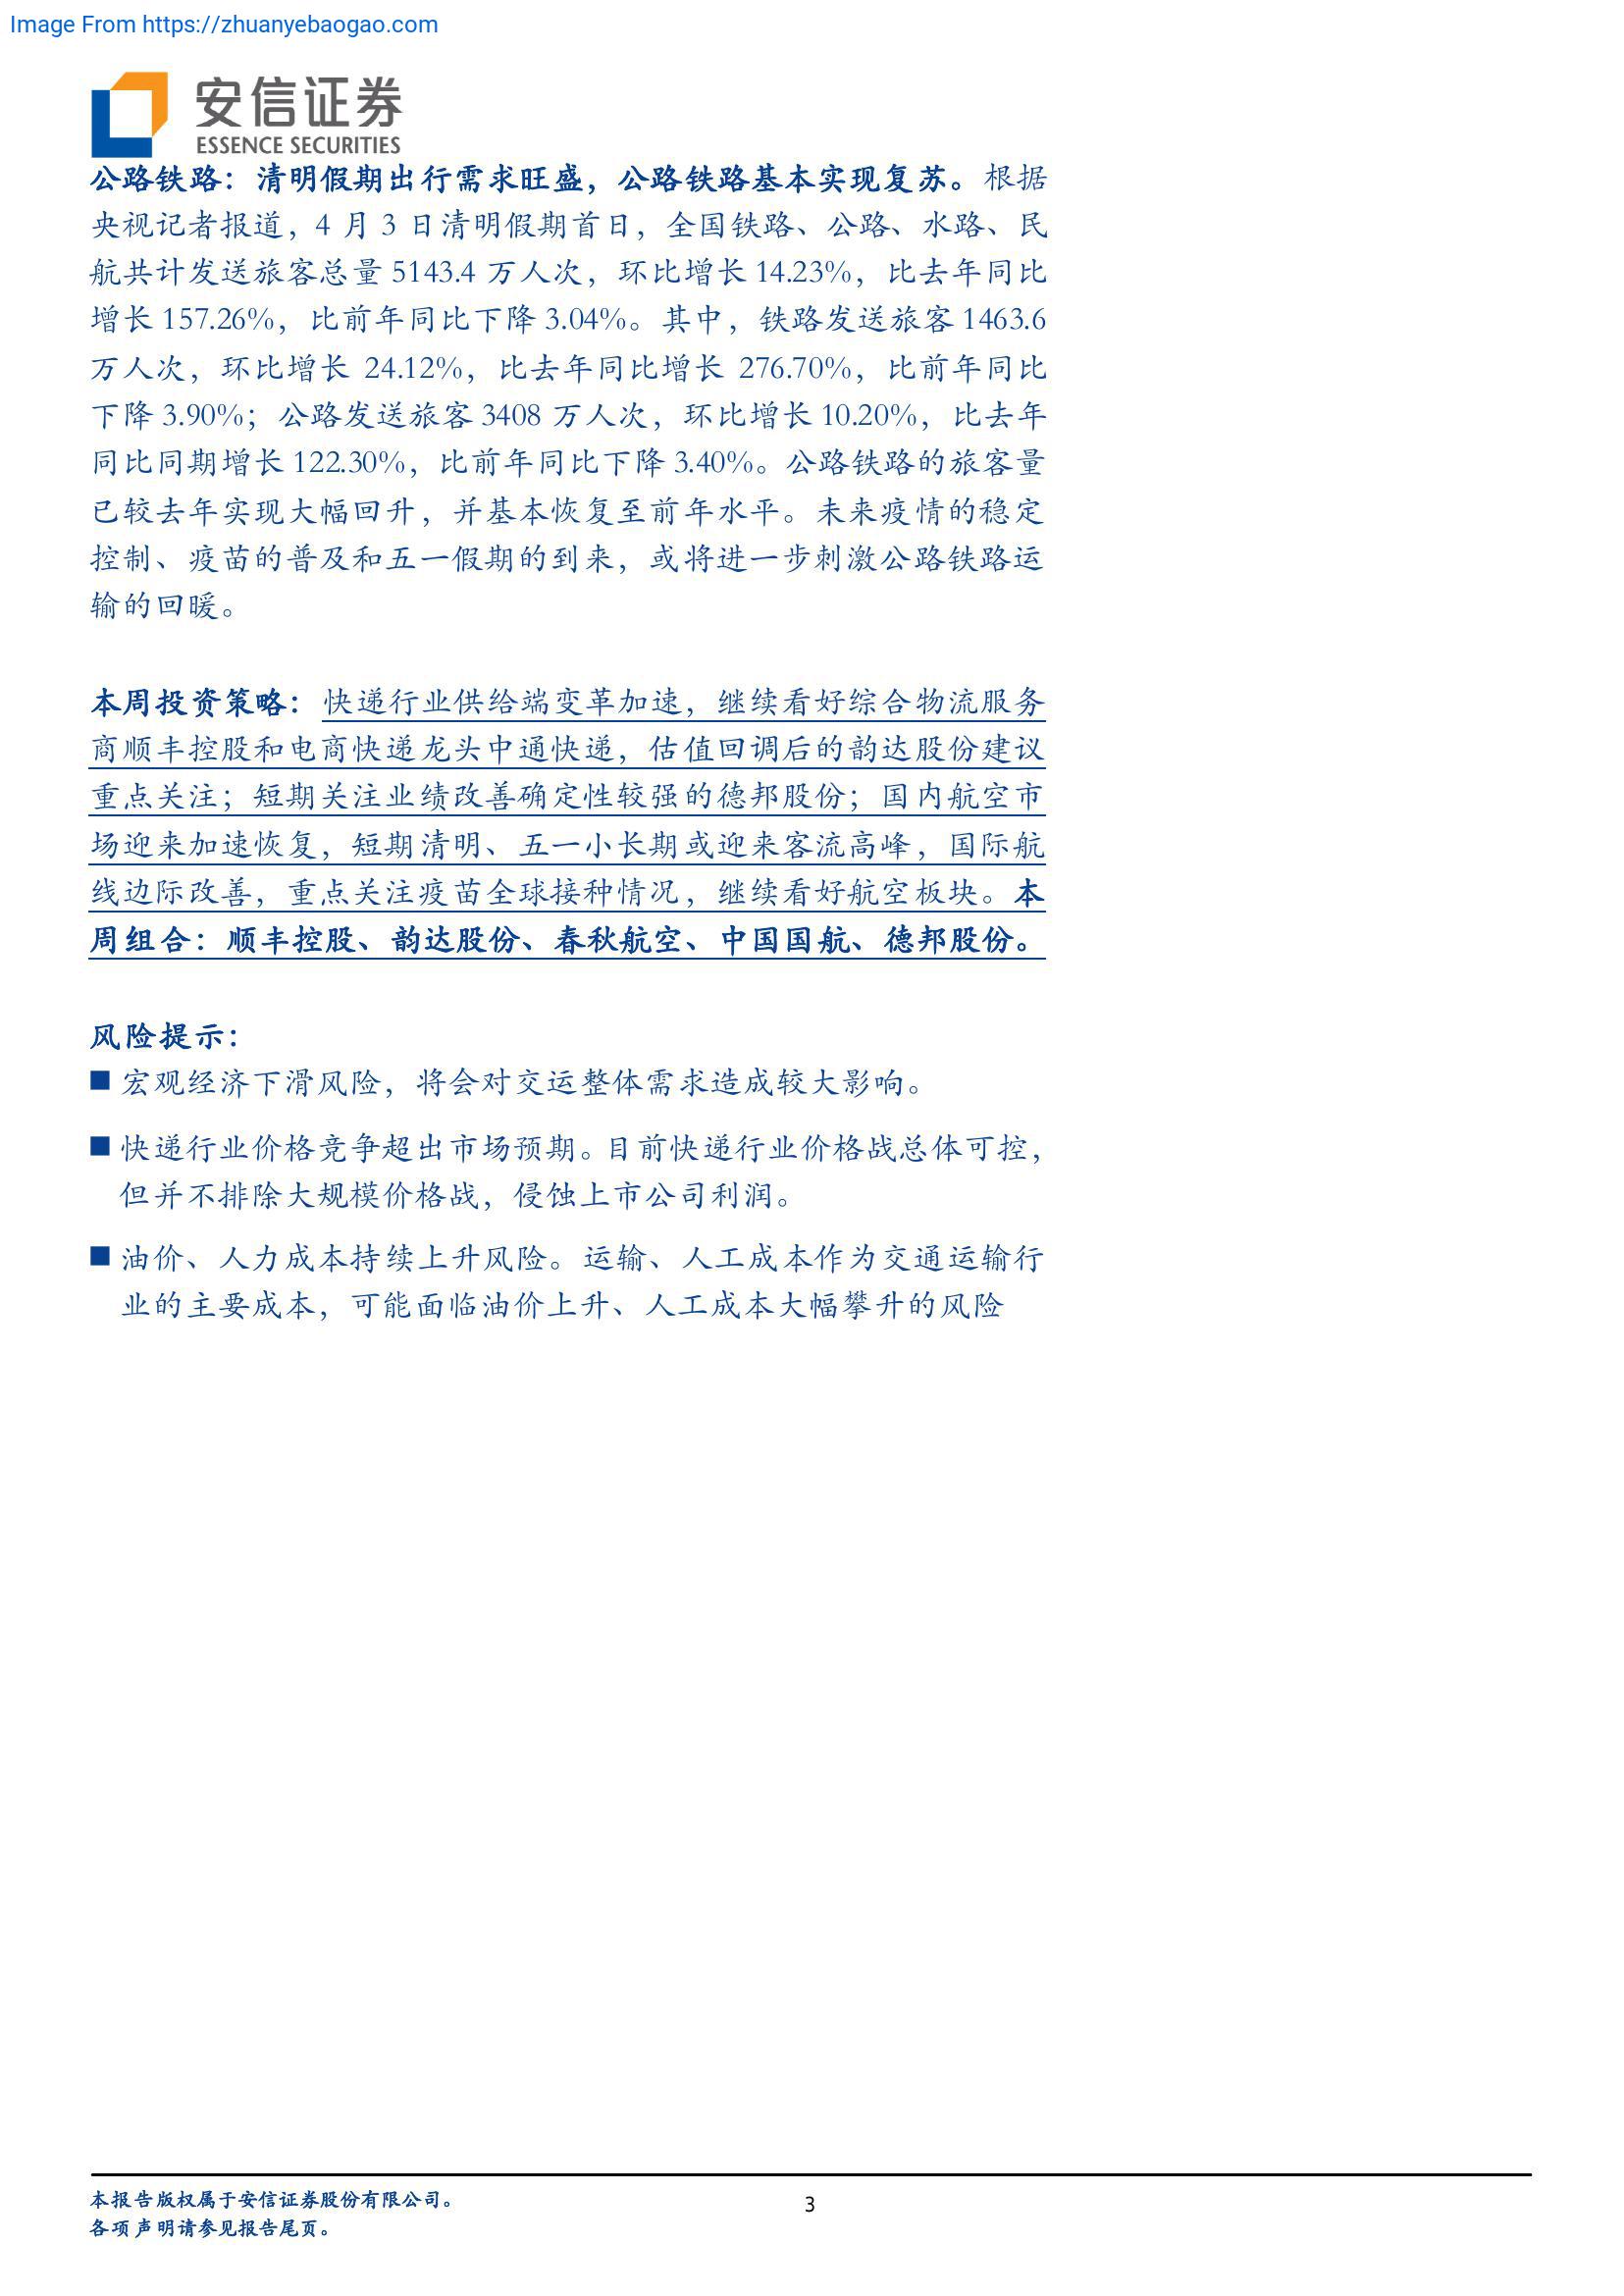 Image From https://zhuanyebaogao.com
安信证券
ESSENCE SECURITIES
公路铁路：清明假期出行需求旺盛，公路铁路基本实现复苏。根据
央视记者报道，4 月 3 日清明假期首日，全国铁路、公路、水路、民
航共计发送旅客总量 5143.4 万人次，环比增长 14.23%，比去年同比
增长 157.26%，比前年同比下降 3.04%。其中，铁路发送旅客 1463.6
万人次，环比增长 24.12%，比去年同比增长 276.70%，比前年同比
下降 3.90%；公路发送旅客 3408 万人次，环比增长 10.20%，比去年
同比同期增长 122.30%，比前年同比下降 3.40%。公路铁路的旅客量
已较去年实现大幅回升，并基本恢复至前年水平。未来疫情的稳定
控制、疫苗的普及和五一假期的到来，或将进一步刺激公路铁路运
输的回暖。
本周投资策略：快递行业供给端变革加速，继续看好综合物流服务
商顺丰控股和电商快递龙头中通快递，估值回调后的韵达股份建议
重点关注；短期关注业绩改善确定性较强的德邦股份；国内航空市
场迎来加速恢复，短期清明、五一小长期或迎来客流高峰，国际航
线边际改善，重点关注疫苗全球接种情况，继续看好航空板块。本
周组合：顺丰控股、韵达股份、春秋航空、中国国航、德邦股份。
风险提示：
■ 宏观经济下滑风险，将会对交运整体需求造成较大影响。
■ 快递行业价格竞争超出市场预期。目前快递行业价格战总体可控，
但并不排除大规模价格战，侵蚀上市公司利润。
■ 油价、人力成本持续上升风险。运输、人工成本作为交通运输行
业的主要成本，可能面临油价上升、人工成本大幅攀升的风险
本报告版权属于安信证券股份有限公司。
3
各项声明请参见报告尾页。